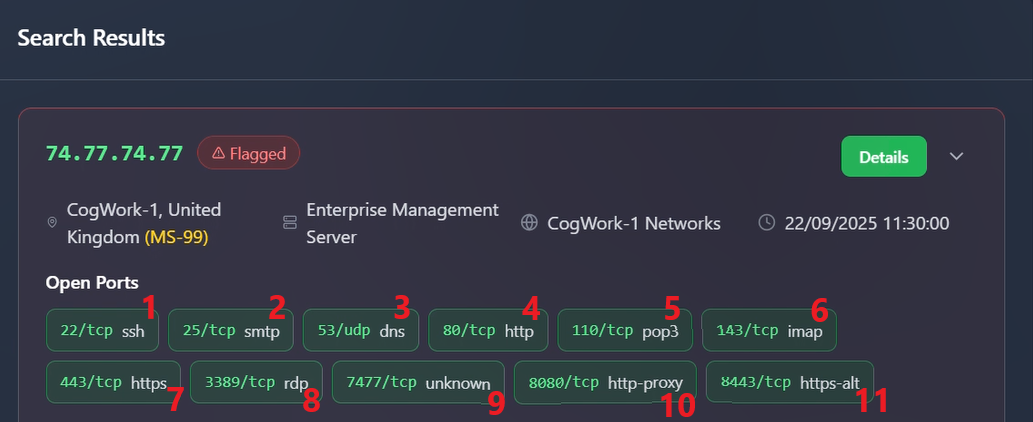 Search Results
74.77.74.77 Flagged Details
CogWork-1, United Kingdom (MS-99)
Enterprise Management Server
CogWork-1 Networks
22/09/2025 11:30:00
Open Ports
22/tcp ssh 1 25/tcp smtp 2 53/udp dns 3 80/tcp http 4 110/tcp pop3 5 143/tcp imap 6
443/tcp https 7 3389/tcp rdp 8 7477/tcp unknown 9 8080/tcp http-proxy 10 8443/tcp https-alt 11